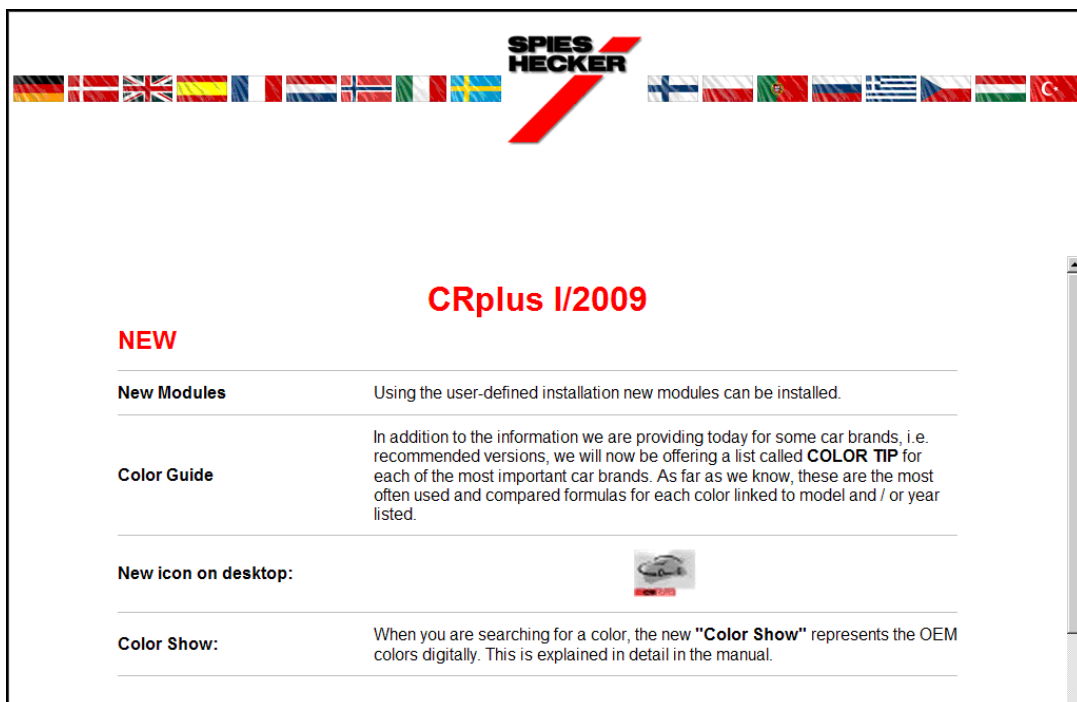 SPIES
HECKER
CRplus I/2009
NEW
New Modules
Using the user-defined installation new modules can be installed.
Color Guide
In addition to the information we are providing today for some car brands, i.e.
recommended versions, we will now be offering a list called COLOR TIP for
each of the most important car brands. As far as we know, these are the most
often used and compared formulas for each color linked to model and / or year
listed.
New icon on desktop:
Color Show:
When you are searching for a color, the new "Color Show" represents the OEM
colors digitally. This is explained in detail in the manual.